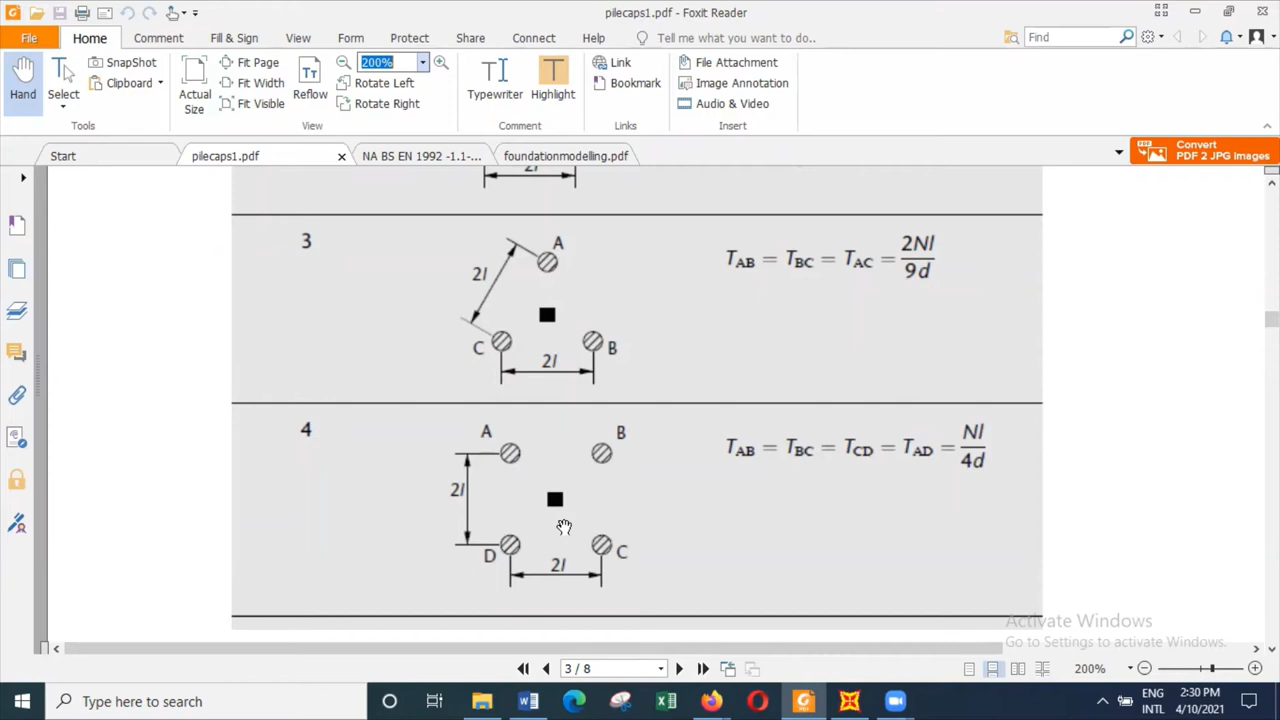 pilecaps1.pdf - Foxit Reader
File Home Comment Fill & Sign View Form Protect Share Connect Help Tell me what you want to do.. Find
Hand Select SnapShot Clipboard Actual Size Fit Page Fit Width Fit Visible Reflow 200% Rotate Left Rotate Right Typewriter Highlight Link Bookmark File Attachment Image Annotation Audio & Video
Tools View Comment Links Insert
Start pilecaps1.pdf NA BS EN 1992 -1.1-... foundationmodelling.pdf Convert PDF 2 JPG Images
2l
3 A T_AB = T_BC = T_AC = 2Nl/9d
2l
C B
2l
4 A B T_AB = T_BC = T_CD = T_AD = Nl/4d
2l
D C
2l
Activate Windows
Go to Settings to activate Windows.
3 / 8 200%
Type here to search ENG INTL 2:30 PM 4/10/2021